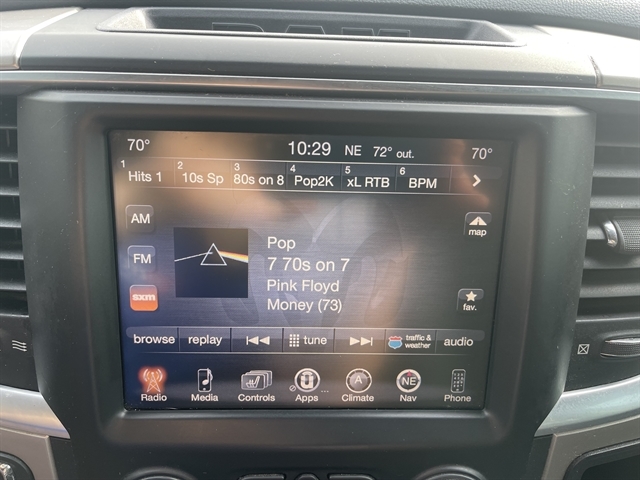 RAM
70° 10:29 NE 72° out. 70°
1 Hits 1 2 10s Sp 3 80s on 8 4 Pop2K 5 xL RTB 6 BPM >
AM
FM
sxm
Pop
7 70s on 7
Pink Floyd
Money (73)
map
fav.
browse replay tune traffic & weather audio
Radio Media Controls A NE Apps Climate Nav Phone